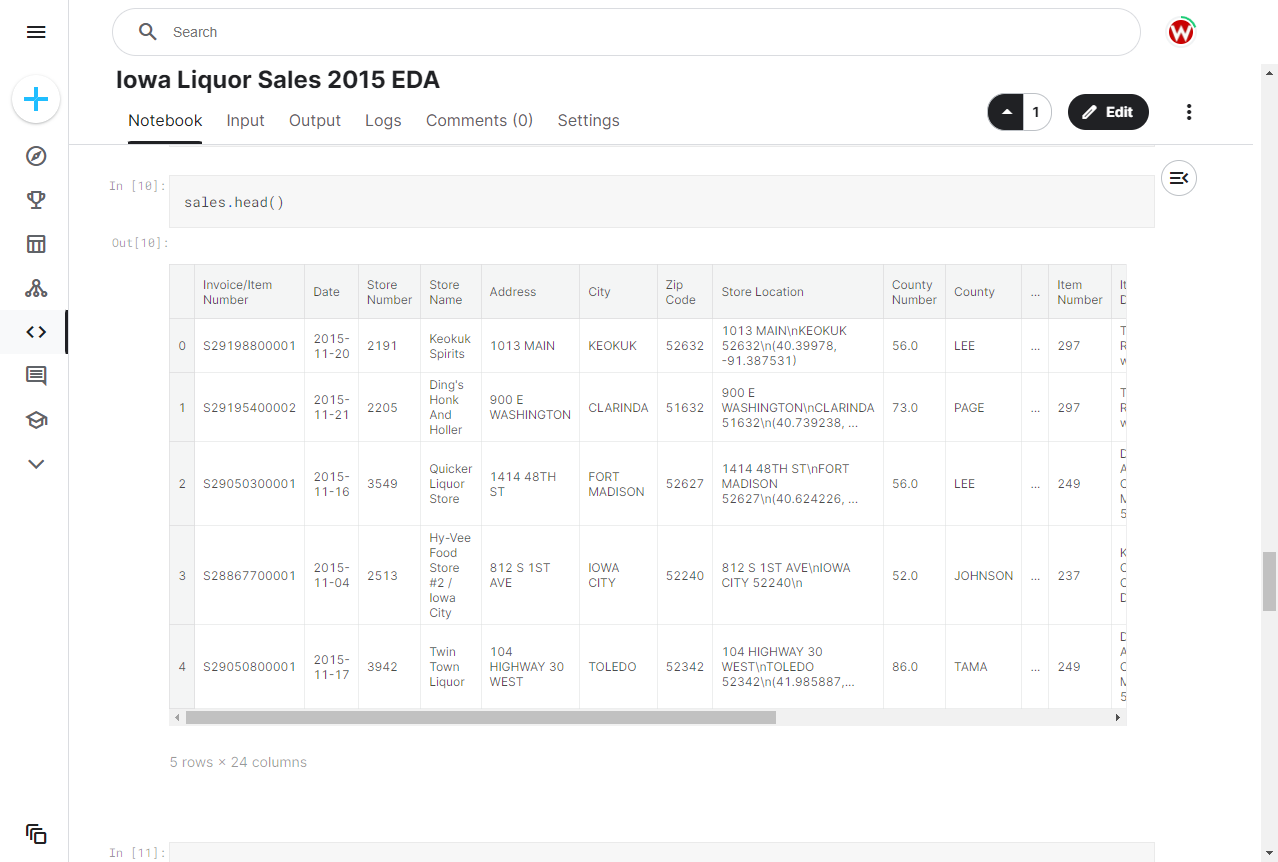 Search
W
Iowa Liquor Sales 2015 EDA
Notebook Input Output Logs Comments (0) Settings
1 Edit
In [10]:
sales.head()
Out[10]:
Invoice/Item Number Date Store Number Store Name Address City Zip Code Store Location County Number County ... Item Number
0 S29198800001 2015-11-20 2191 Keokuk Spirits 1013 MAIN KEOKUK 52632 1013 MAIN\nKEOKUK 52632\n(40.39978, -91.387531) 56.0 LEE ... 297
1 S29195400002 2015-11-21 2205 Ding's Honk And Holler 900 E WASHINGTON CLARINDA 51632 900 E WASHINGTON\nCLARINDA 51632\n(40.739238, ... 73.0 PAGE ... 297
2 S29050300001 2015-11-16 3549 Quicker Liquor Store 1414 48TH ST FORT MADISON 52627 1414 48TH ST\nFORT MADISON 52627\n(40.624226, ... 56.0 LEE ... 249
3 S28867700001 2015-11-04 2513 Hy-Vee Food Store #2 / Iowa City 812 S 1ST AVE IOWA CITY 52240 812 S 1ST AVE\nIOWA CITY 52240\n 52.0 JOHNSON ... 237
4 S29050800001 2015-11-17 3942 Twin Town Liquor 104 HIGHWAY 30 WEST TOLEDO 52342 104 HIGHWAY 30 WEST\nTOLEDO 52342\n(41.985887,... 86.0 TAMA ... 249
5 rows × 24 columns
In [11]: